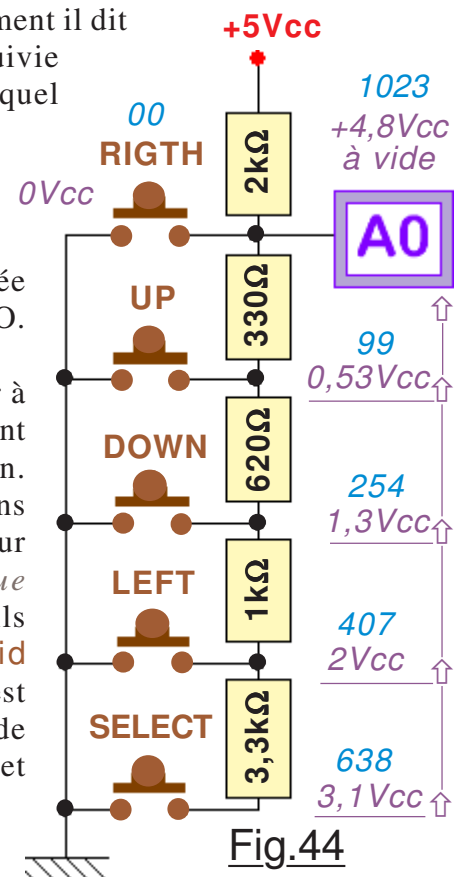 ment il dit
uivie
quel
ée
O.
r à
nt
n.
ns
ur
ue
ils
id
est
de
et
+5Vcc
00
RIGTH
0Vcc
2kΩ
1023
+4,8Vcc
à vide
A0
UP
330Ω
99
0,53Vcc
DOWN
620Ω
254
1,3Vcc
LEFT
1kΩ
407
2Vcc
SELECT
3,3kΩ
638
3,1Vcc
Fig.44